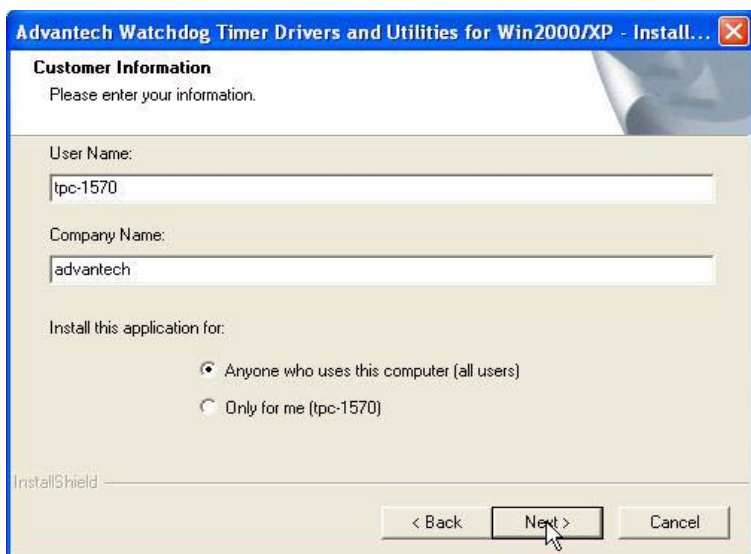 Advantech Watchdog Timer Drivers and Utilities for Win2000/XP - Install...
Customer Information
Please enter your information.
User Name:
tpc-1570
Company Name:
advantech
Install this application for:
Anyone who uses this computer (all users)
Only for me (tpc-1570)
InstallShield
< Back
Next >
Cancel